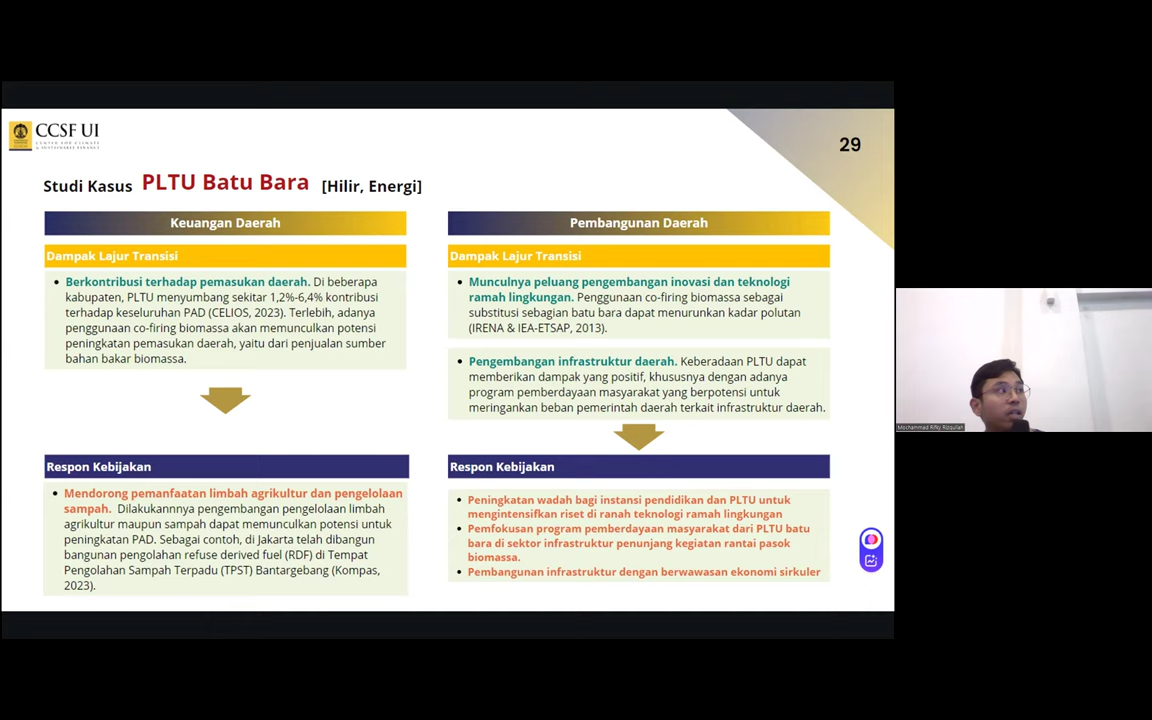 CCSF UI
CENTER FOR CLIMATE
& SUSTAINABLE FINANCE
29
Studi Kasus PLTU Batu Bara [Hilir, Energi]
Keuangan Daerah
Dampak Lajur Transisi
• Berkontribusi terhadap pemasukan daerah. Di beberapa
kabupaten, PLTU menyumbang sekitar 1,2%-6,4% kontribusi
terhadap keseluruhan PAD (CELIOS, 2023). Terlebih, adanya
penggunaan co-firing biomassa akan memunculkan potensi
peningkatan pemasukan daerah, yaitu dari penjualan sumber
bahan bakar biomassa.
Respon Kebijakan
• Mendorong pemanfaatan limbah agrikultur dan pengelolaan
sampah. Dilakukannnya pengembangan pengelolaan limbah
agrikultur maupun sampah dapat memunculkan potensi untuk
peningkatan PAD. Sebagai contoh, di Jakarta telah dibangun
bangunan pengolahan refuse derived fuel (RDF) di Tempat
Pengolahan Sampah Terpadu (TPST) Bantargebang (Kompas,
2023).
Pembangunan Daerah
Dampak Lajur Transisi
• Munculnya peluang pengembangan inovasi dan teknologi
ramah lingkungan. Penggunaan co-firing biomassa sebagai
substitusi sebagian batu bara dapat menurunkan kadar polutan
(IRENA & IEA-ETSAP, 2013).
• Pengembangan infrastruktur daerah. Keberadaan PLTU dapat
memberikan dampak yang positif, khususnya dengan adanya
program pemberdayaan masyarakat yang berpotensi untuk
meringankan beban pemerintah daerah terkait infrastruktur daerah.
Respon Kebijakan
• Peningkatan wadah bagi instansi pendidikan dan PLTU untuk
mengintensifkan riset di ranah teknologi ramah lingkungan
• Pemfokusan program pemberdayaan masyarakat dari PLTU batu
bara di sektor infrastruktur penunjang kegiatan rantai pasok
biomassa.
• Pembangunan infrastruktur dengan berwawasan ekonomi sirkuler
Mochammad Rifky Rizqullah